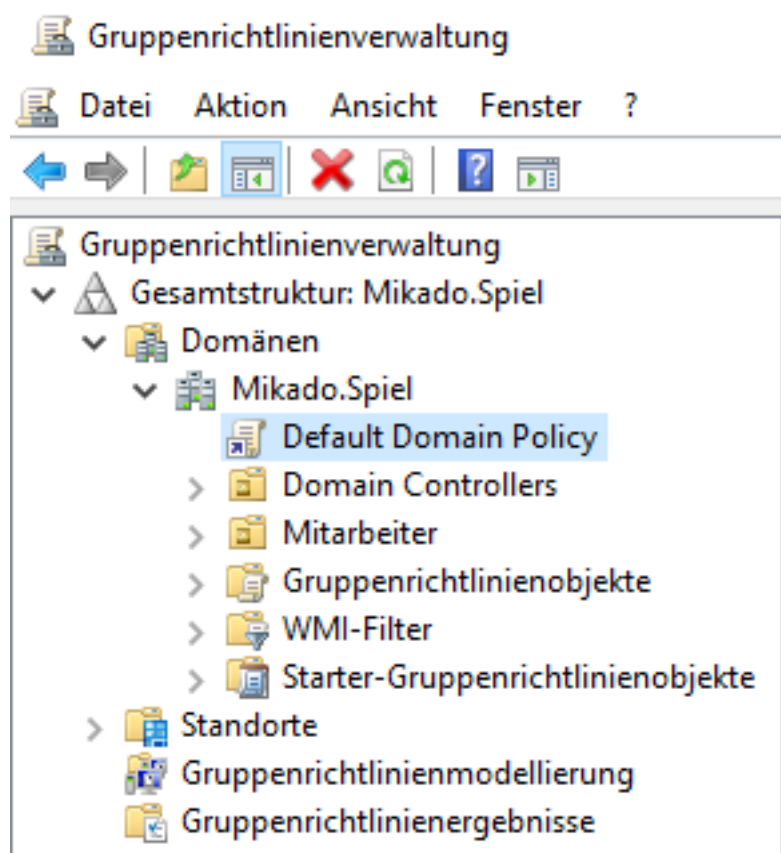 Gruppenrichtlinienverwaltung
Datei Aktion Ansicht Fenster ?
Gruppenrichtlinienverwaltung
Gesamtstruktur: Mikado.Spiel
Domänen
Mikado.Spiel
Default Domain Policy
Domain Controllers
Mitarbeiter
Gruppenrichtlinienobjekte
WMI-Filter
Starter-Gruppenrichtlinienobjekte
Standorte
Gruppenrichtlinienmodellierung
Gruppenrichtlinienergebnisse